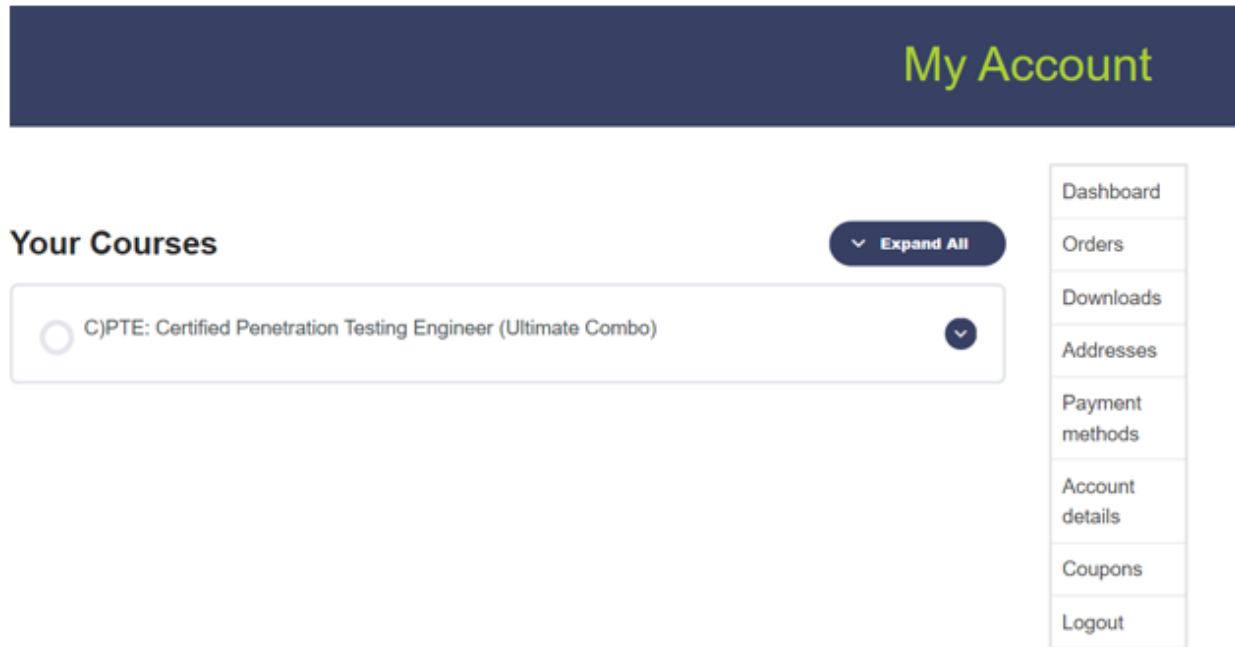 My Account
Your Courses
Expand All
C)PTE: Certified Penetration Testing Engineer (Ultimate Combo)
Dashboard
Orders
Downloads
Addresses
Payment
methods
Account
details
Coupons
Logout